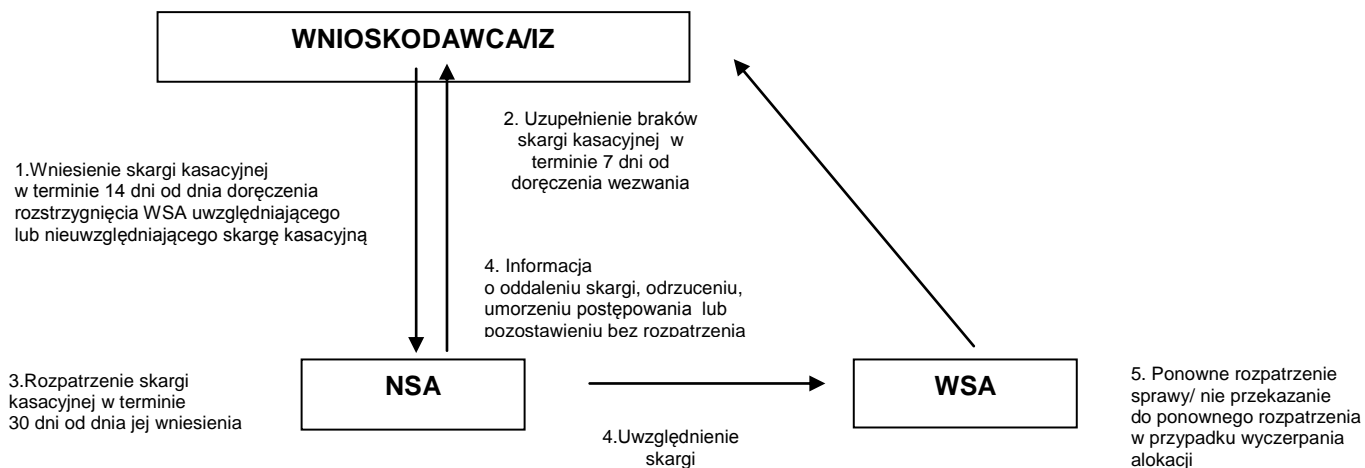 WNIOSKODAWCA/IZ
2. Uzupełnienie braków
skargi kasacyjnej w
terminie 7 dni od
doręczenia wezwania
1.Wniesienie skargi kasacyjnej
w terminie 14 dni od dnia doręczenia
rozstrzygnięcia WSA uwzględniającego
lub nieuwzględniającego skargę kasacyjną
4. Informacja
o oddaleniu skargi, odrzuceniu,
umorzeniu postępowania lub
pozostawieniu bez rozpatrzenia
3.Rozpatrzenie skargi
kasacyjnej w terminie
30 dni od dnia jej wniesienia
NSA
4.Uwzględnienie
skargi
WSA
5. Ponowne rozpatrzenie
sprawy/ nie przekazanie
do ponownego rozpatrzenia
w przypadku wyczerpania
alokacji